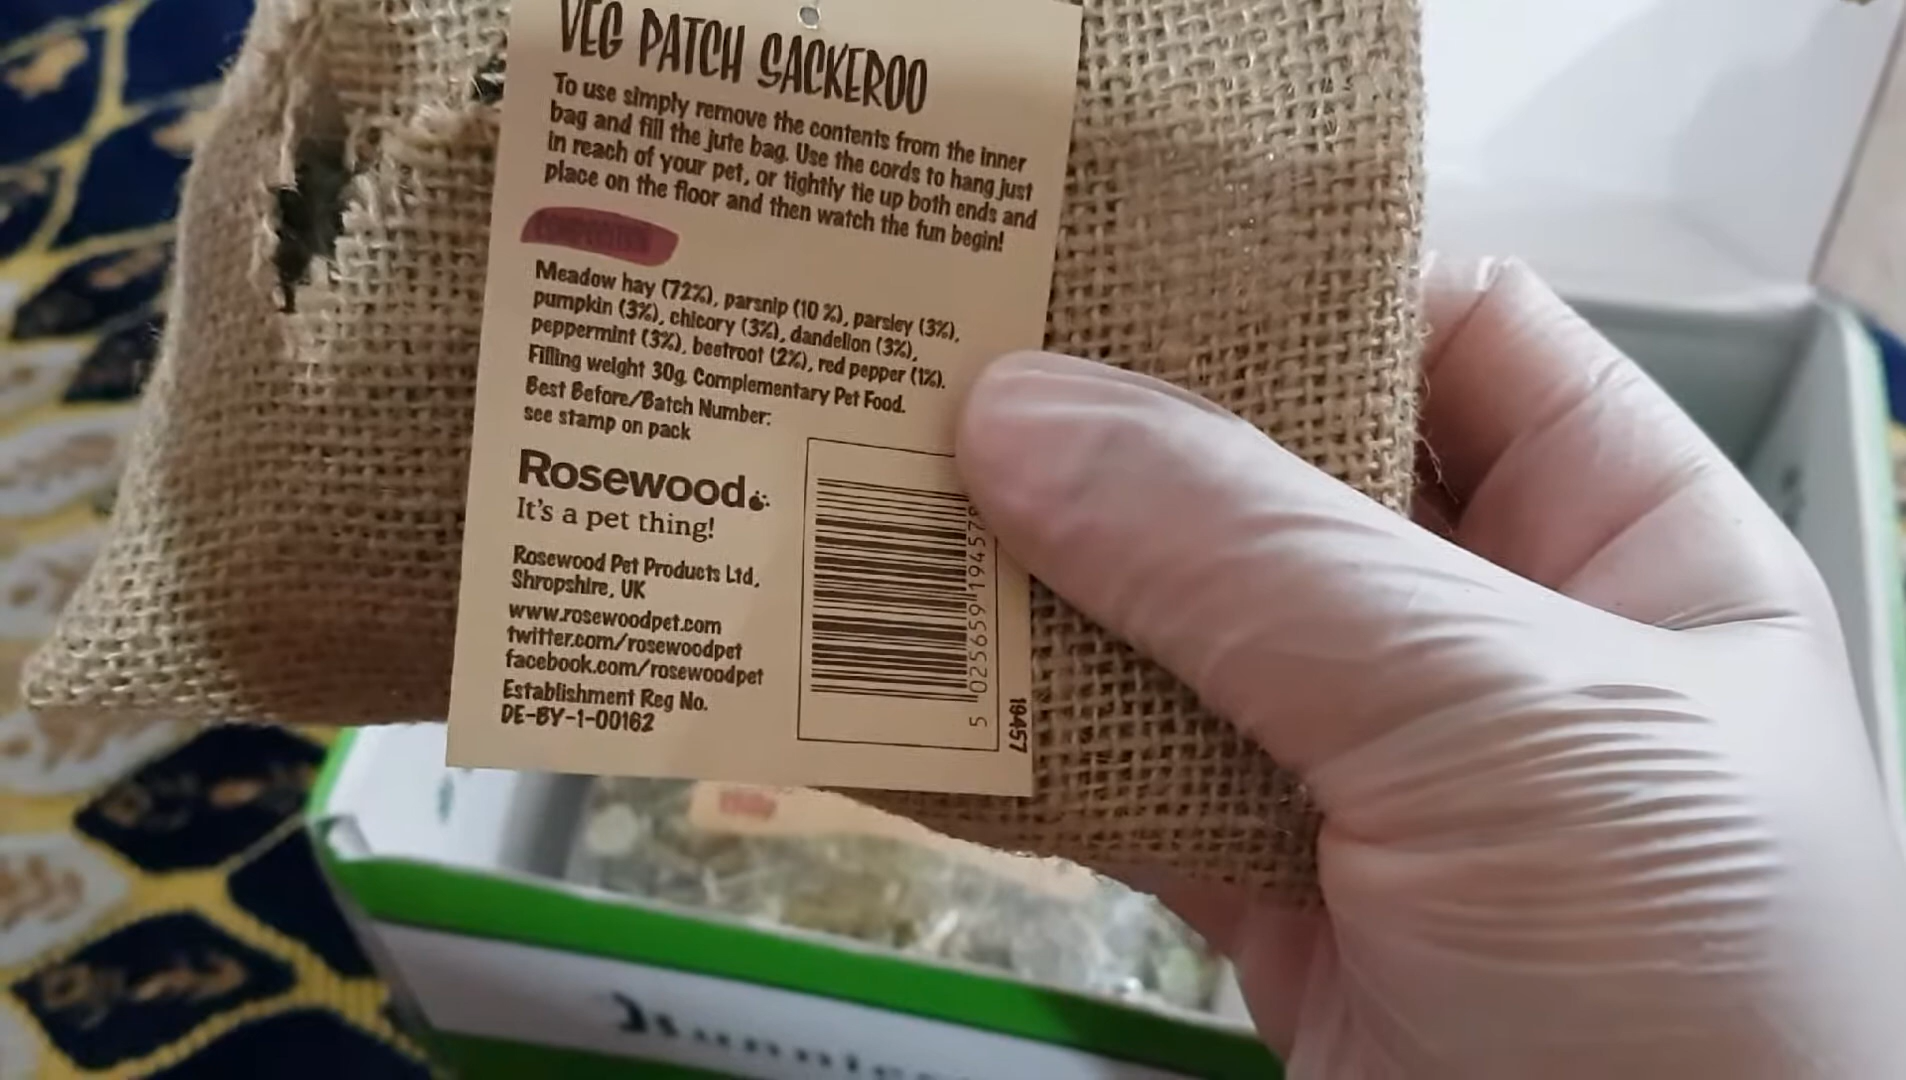 VEG PATCH SACKEROO
To use simply remove the contents from the inner
bag and fill the jute bag. Use the cords to hang just
in reach of your pet, or tightly tie up both ends and
place on the floor and then watch the fun begin!
Meadow hay (72%), parsnip (10 %), parsley (3%),
pumpkin (3%), chicory (3%), dandelion (3%),
peppermint (3%), beetroot (2%), red pepper (1%).
Filling weight 30g. Complementary Pet Food.
Best Before/Batch Number:
see stamp on pack
Rosewood
It's a pet thing!
Rosewood Pet Products Ltd,
Shropshire, UK
www.rosewoodpet.com
twitter.com/rosewoodpet
facebook.com/rosewoodpet
Establishment Reg No.
DE-BY-1-00162
5 025659 194578
19457